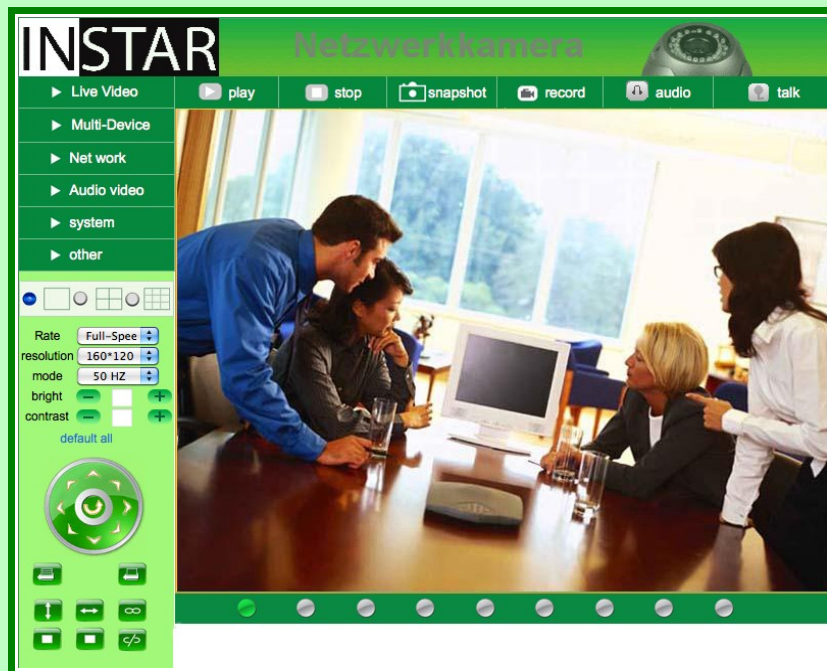 INSTAR Netzwerkkamera
Live Video
play
stop
snapshot
record
audio
talk
Multi-Device
Net work
Audio video
system
other
Rate Full-Spee
resolution 160*120
mode 50 HZ
bright
contrast
default all